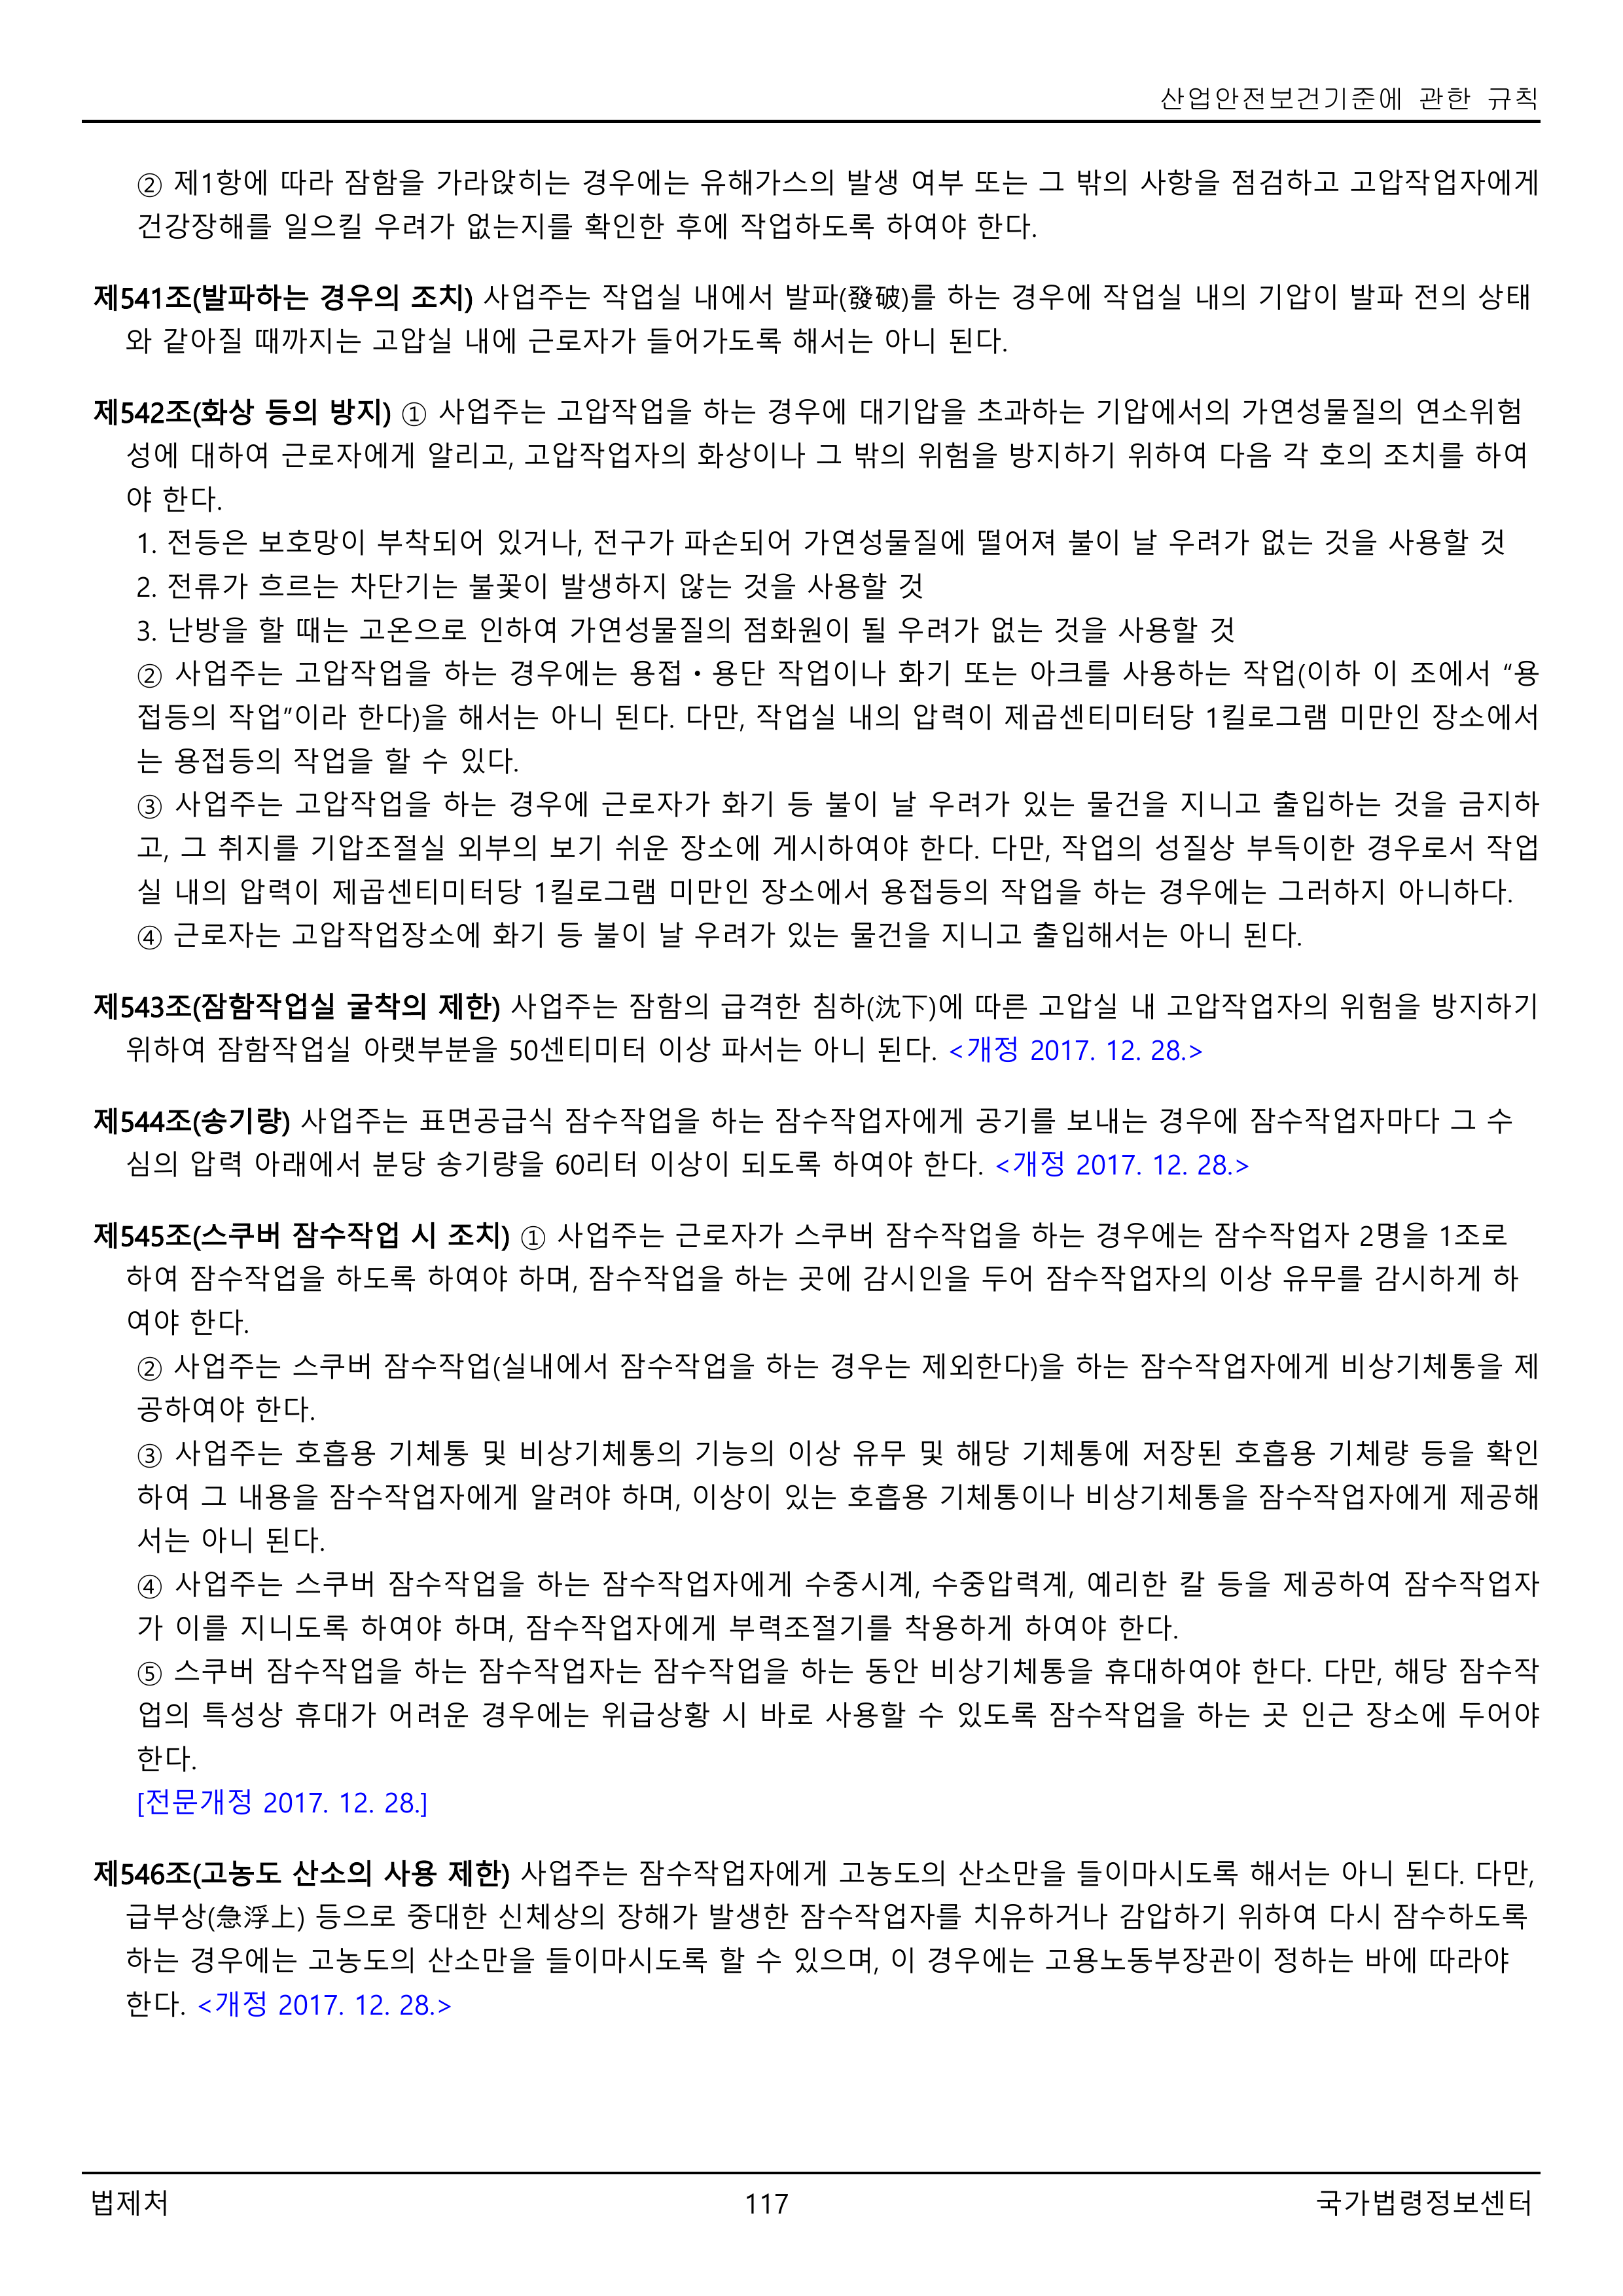 산업안전보건기준에 관한 규칙
② 제1항에 따라 잠함을 가라앉히는 경우에는 유해가스의 발생 여부 또는 그 밖의 사항을 점검하고 고압작업자에게
건강장해를 일으킬 우려가 없는지를 확인한 후에 작업하도록 하여야 한다.
제541조(발파하는 경우의 조치) 사업주는 작업실 내에서 발파(發破)를 하는 경우에 작업실 내의 기압이 발파 전의 상태
와 같아질 때까지는 고압실 내에 근로자가 들어가도록 해서는 아니 된다.
제542조(화상 등의 방지) ① 사업주는 고압작업을 하는 경우에 대기압을 초과하는 기압에서의 가연성물질의 연소위험
성에 대하여 근로자에게 알리고, 고압작업자의 화상이나 그 밖의 위험을 방지하기 위하여 다음 각 호의 조치를 하여
야 한다.
1. 전등은 보호망이 부착되어 있거나, 전구가 파손되어 가연성물질에 떨어져 불이 날 우려가 없는 것을 사용할 것
2. 전류가 흐르는 차단기는 불꽃이 발생하지 않는 것을 사용할 것
3. 난방을 할 때는 고온으로 인하여 가연성물질의 점화원이 될 우려가 없는 것을 사용할 것
② 사업주는 고압작업을 하는 경우에는 용접ㆍ용단 작업이나 화기 또는 아크를 사용하는 작업(이하 이 조에서 “용
접등의 작업”이라 한다)을 해서는 아니 된다. 다만, 작업실 내의 압력이 제곱센티미터당 1킬로그램 미만인 장소에서
는 용접등의 작업을 할 수 있다.
③ 사업주는 고압작업을 하는 경우에 근로자가 화기 등 불이 날 우려가 있는 물건을 지니고 출입하는 것을 금지하
고, 그 취지를 기압조절실 외부의 보기 쉬운 장소에 게시하여야 한다. 다만, 작업의 성질상 부득이한 경우로서 작업
실 내의 압력이 제곱센티미터당 1킬로그램 미만인 장소에서 용접등의 작업을 하는 경우에는 그러하지 아니하다.
④ 근로자는 고압작업장소에 화기 등 불이 날 우려가 있는 물건을 지니고 출입해서는 아니 된다.
제543조(잠함작업실 굴착의 제한) 사업주는 잠함의 급격한 침하(沈下)에 따른 고압실 내 고압작업자의 위험을 방지하기
위하여 잠함작업실 아랫부분을 50센티미터 이상 파서는 아니 된다. <개정 2017. 12. 28.>
제544조(송기량) 사업주는 표면공급식 잠수작업을 하는 잠수작업자에게 공기를 보내는 경우에 잠수작업자마다 그 수
심의 압력 아래에서 분당 송기량을 60리터 이상이 되도록 하여야 한다. <개정 2017. 12. 28.>
제545조(스쿠버 잠수작업 시 조치) ① 사업주는 근로자가 스쿠버 잠수작업을 하는 경우에는 잠수작업자 2명을 1조로
하여 잠수작업을 하도록 하여야 하며, 잠수작업을 하는 곳에 감시인을 두어 잠수작업자의 이상 유무를 감시하게 하
여야 한다.
② 사업주는 스쿠버 잠수작업(실내에서 잠수작업을 하는 경우는 제외한다)을 하는 잠수작업자에게 비상기체통을 제
공하여야 한다.
③ 사업주는 호흡용 기체통 및 비상기체통의 기능의 이상 유무 및 해당 기체통에 저장된 호흡용 기체량 등을 확인
하여 그 내용을 잠수작업자에게 알려야 하며, 이상이 있는 호흡용 기체통이나 비상기체통을 잠수작업자에게 제공해
서는 아니 된다.
④ 사업주는 스쿠버 잠수작업을 하는 잠수작업자에게 수중시계, 수중압력계, 예리한 칼 등을 제공하여 잠수작업자
가 이를 지니도록 하여야 하며, 잠수작업자에게 부력조절기를 착용하게 하여야 한다.
⑤ 스쿠버 잠수작업을 하는 잠수작업자는 잠수작업을 하는 동안 비상기체통을 휴대하여야 한다. 다만, 해당 잠수작
업의 특성상 휴대가 어려운 경우에는 위급상황 시 바로 사용할 수 있도록 잠수작업을 하는 곳 인근 장소에 두어야
한다.
[전문개정 2017. 12. 28.]
제546조(고농도 산소의 사용 제한) 사업주는 잠수작업자에게 고농도의 산소만을 들이마시도록 해서는 아니 된다. 다만,
급부상(急浮上) 등으로 중대한 신체상의 장해가 발생한 잠수작업자를 치유하거나 감압하기 위하여 다시 잠수하도록
하는 경우에는 고농도의 산소만을 들이마시도록 할 수 있으며, 이 경우에는 고용노동부장관이 정하는 바에 따라야
한다. <개정 2017. 12. 28.>
법제처 117 국가법령정보센터